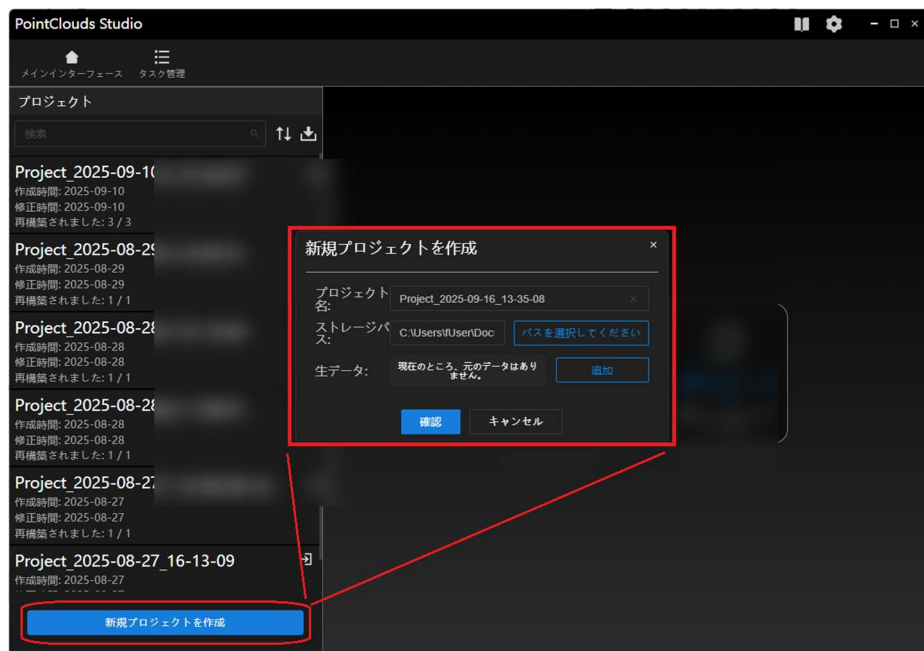 PointClouds Studio
メインインターフェース
タスク管理
プロジェクト
検索
Project_2025-09-10
作成時間: 2025-09-10
修正時間: 2025-09-10
再構築されました: 3 / 3
Project_2025-08-29
作成時間: 2025-08-29
修正時間: 2025-08-29
再構築されました: 1 / 1
Project_2025-08-28
作成時間: 2025-08-28
修正時間: 2025-08-28
再構築されました: 1 / 1
Project_2025-08-28
作成時間: 2025-08-28
修正時間: 2025-08-28
再構築されました: 1 / 1
Project_2025-08-27
作成時間: 2025-08-27
修正時間: 2025-08-27
再構築されました: 1 / 1
Project_2025-08-27_16-13-09
作成時間: 2025-08-27
新規プロジェクトを作成
新規プロジェクトを作成
プロジェクト
名:
Project_2025-09-16_13-35-08
ストレージパ
ス:
C:\Users\fUser\Doc
パスを選択してください
生データ:
現在のところ、元のデータはあり
ません。
追加
確認
キャンセル